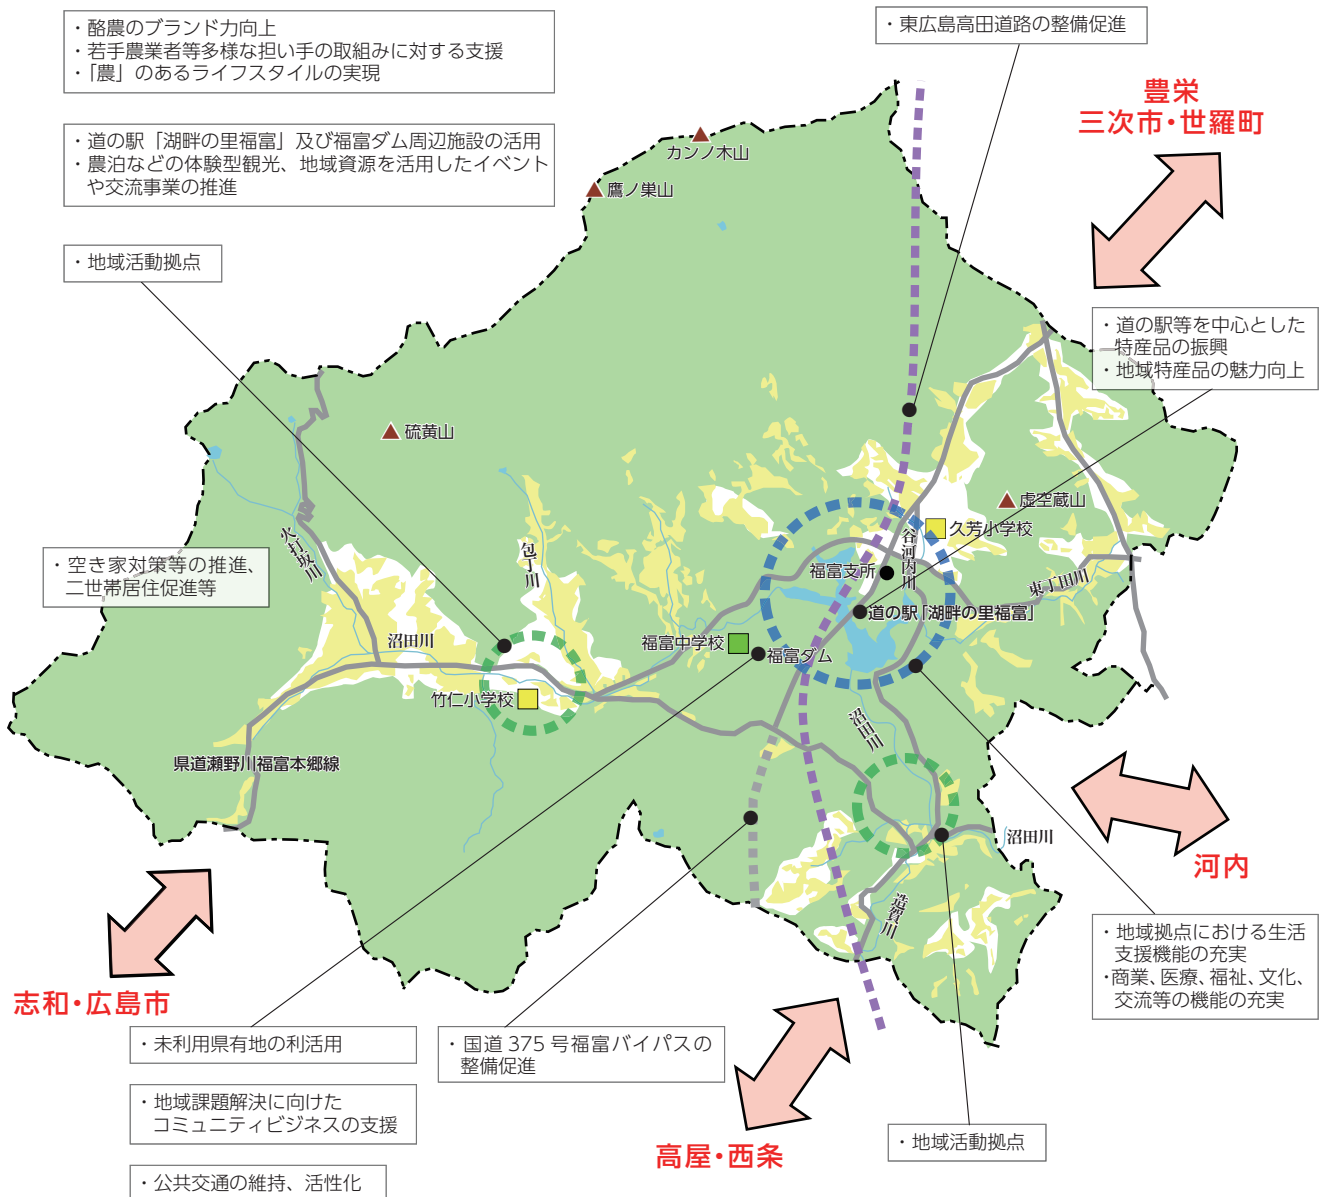 ・酪農のブランド力向上
・若手農業者等多様な担い手の取組みに対する支援
・「農」のあるライフスタイルの実現
・道の駅「湖畔の里福富」及び福富ダム周辺施設の活用
・農泊などの体験型観光、地域資源を活用したイベント
や交流事業の推進
・地域活動拠点
・東広島高田道路の整備促進
豊栄
三次市・世羅町
カンノ木山
鷹ノ巣山
・道の駅等を中心とした
特産品の振興
・地域特産品の魅力向上
硫黄山
虚空蔵山
久芳小学校
谷河内川
火打坂川
包丁川
・空き家対策等の推進、
二世帯居住促進等
福富支所
東丁田川
道の駅「湖畔の里福富」
沼田川
福富中学校
福富ダム
竹仁小学校
沼田川
県道瀬野川福富本郷線
沼田川
河内
造賀川
志和・広島市
・地域拠点における生活
支援機能の充実
・商業、医療、福祉、文化、
交流等の機能の充実
・未利用県有地の利活用
・国道 375 号福富バイパスの
整備促進
・地域課題解決に向けた
コミュニティビジネスの支援
高屋・西条
・地域活動拠点
・公共交通の維持、活性化